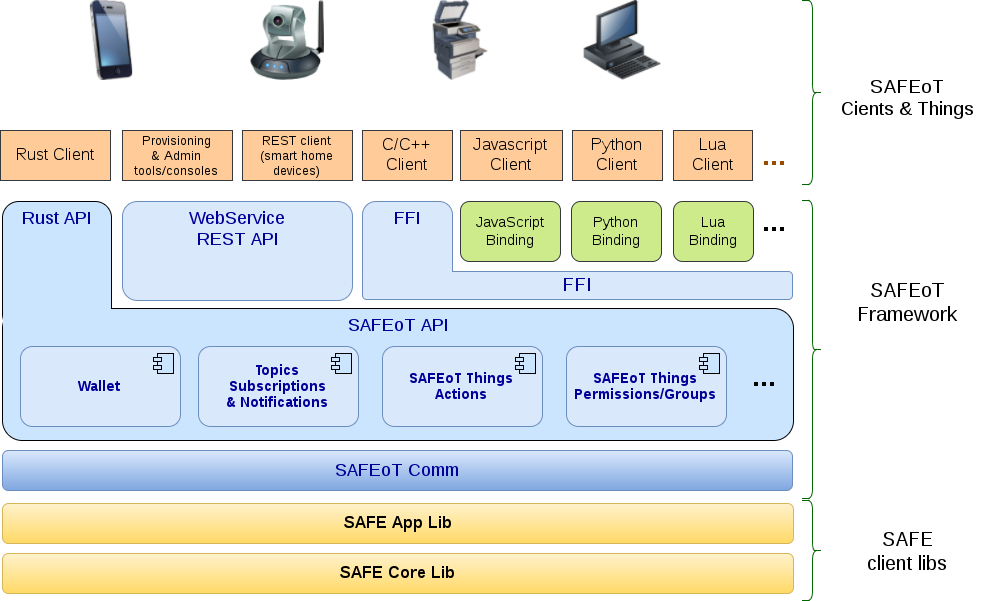 SAFEoT
Cients & Things
Rust Client
Provisioning
& Admin
tools/consoles
REST client
(smart home
devices)
C/C++
Client
Javascript
Client
Python
Client
Lua
Client
...
Rust API
WebService
REST API
FFI
JavaScript
Binding
Python
Binding
Lua
Binding
...
FFI
SAFEoT
Framework
SAFEoT API
Wallet
Topics
Subscriptions
& Notifications
SAFEoT Things
Actions
SAFEoT Things
Permissions/Groups
...
SAFEoT Comm
SAFE App Lib
SAFE Core Lib
SAFE
client libs